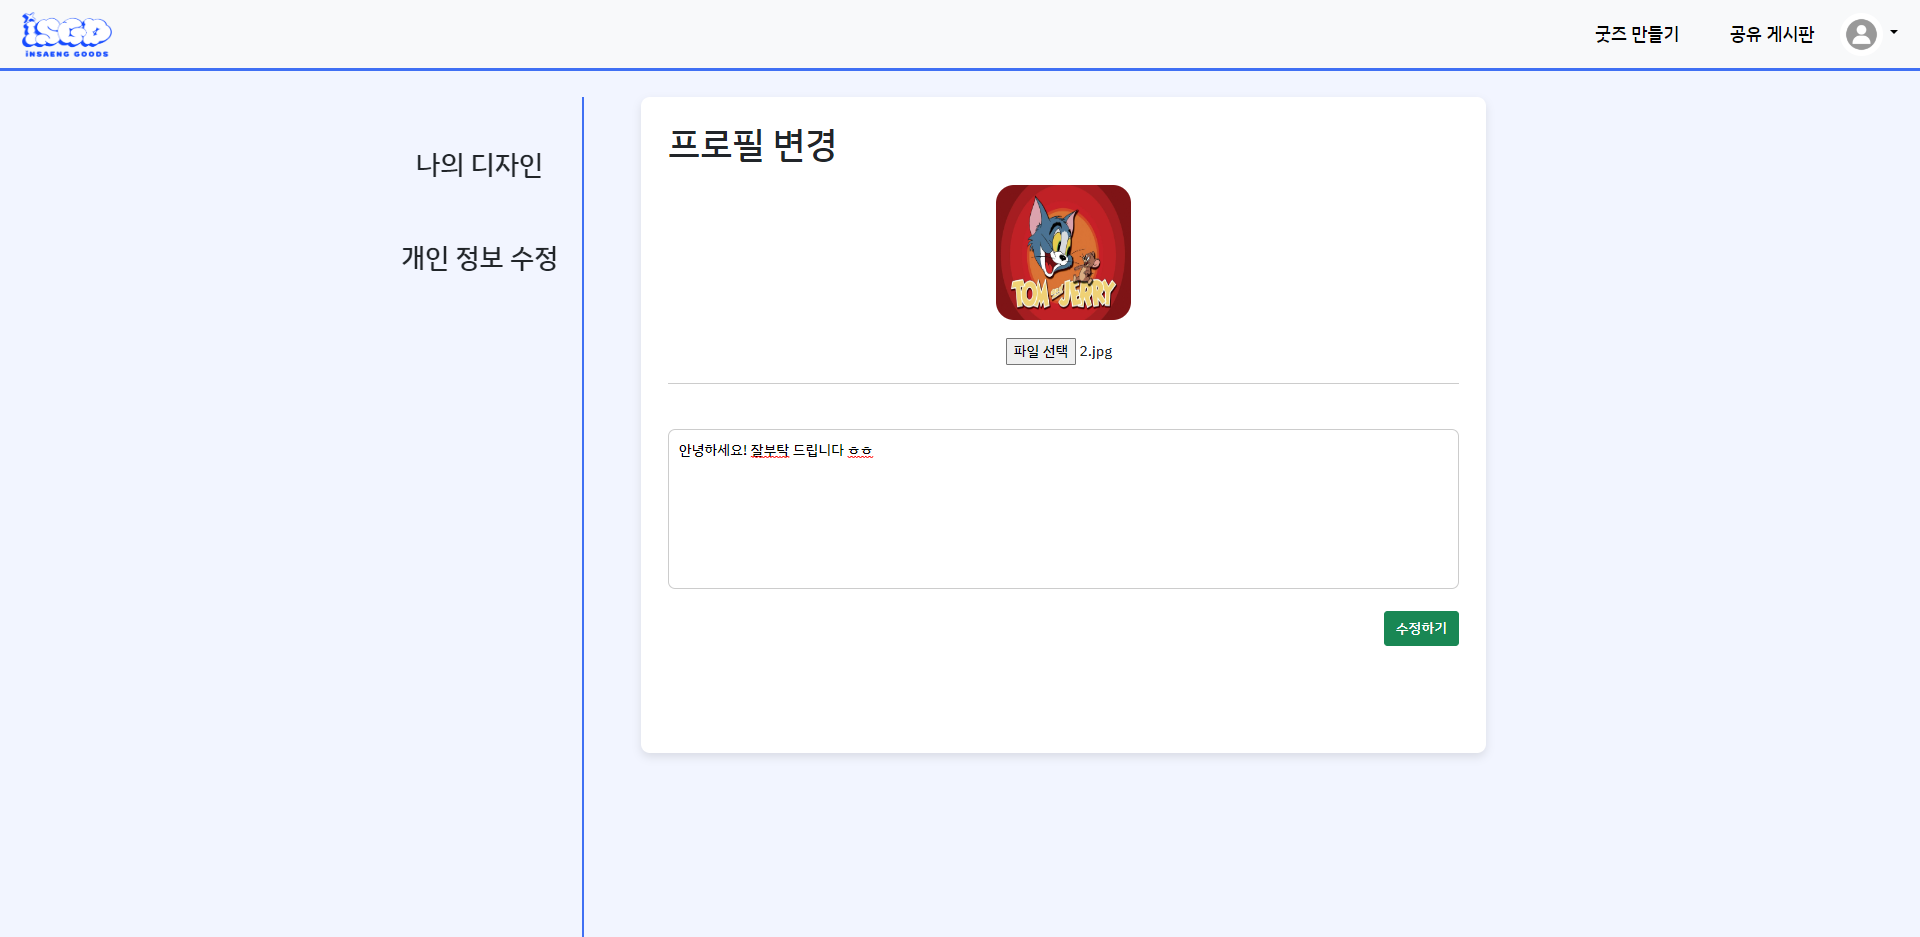 iSGD
iNSAENG GOODS
굿즈 만들기
공유 게시판
나의 디자인
개인 정보 수정
프로필 변경
TOM and JERRY
파일 선택 2.jpg
안녕하세요! 잘부탁 드립니다 ㅎㅎ
수정하기